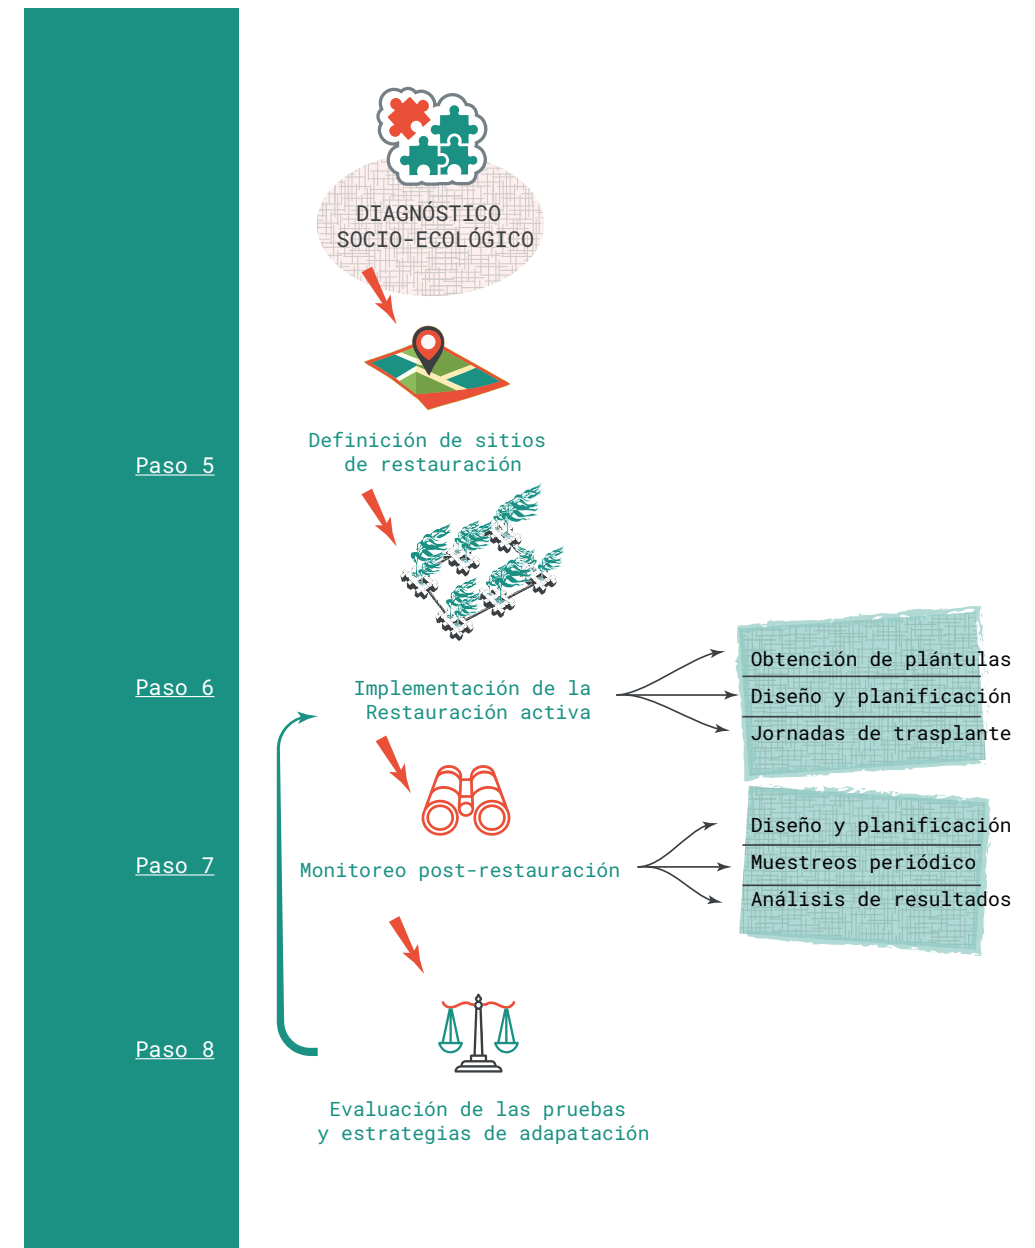 DIAGNÓSTICO
SOCIO-ECOLÓGICO
Paso 5
Definición de sitios
de restauración
Paso 6
Implementación de la
Restauración activa
Obtención de plántulas
Diseño y planificación
Jornadas de trasplante
Paso 7
Monitoreo post-restauración
Diseño y planificación
Muestreos periódico
Análisis de resultados
Paso 8
Evaluación de las pruebas
y estrategias de adapatación